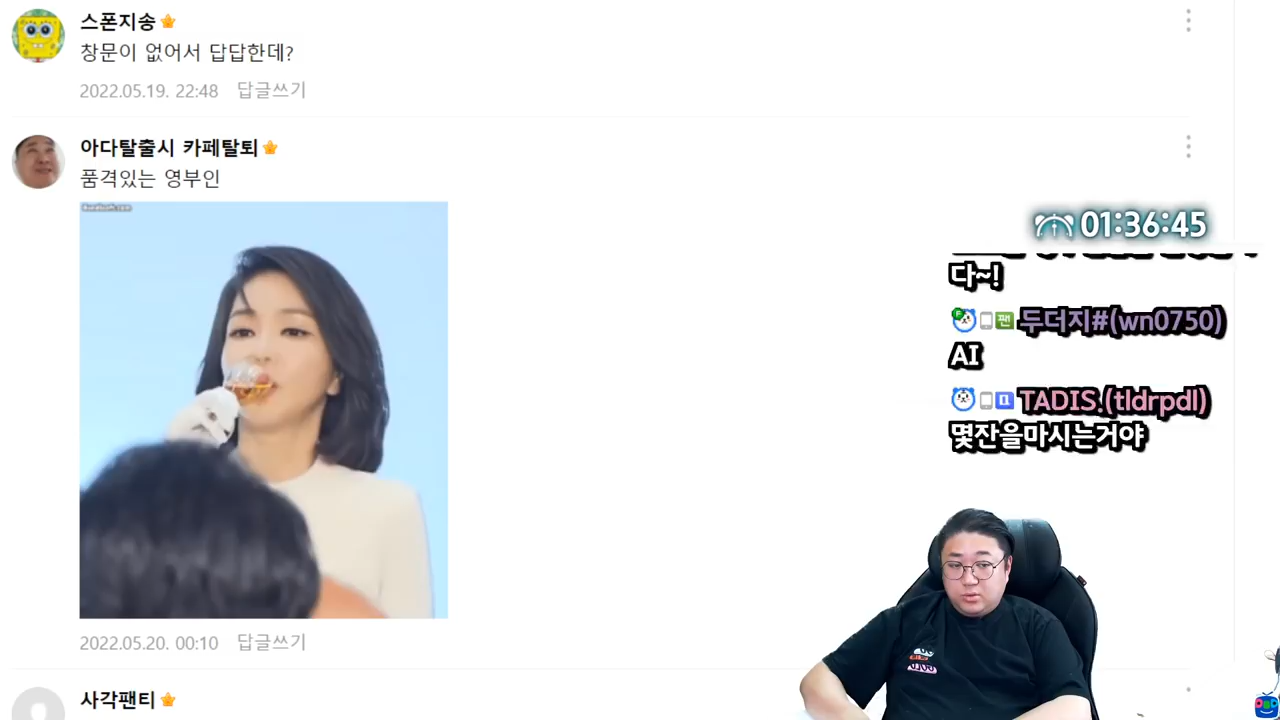 스폰지송
창문이 없어서 답답한데?
2022.05.19. 22:48 답글쓰기
아다탈출시 카페탈퇴
품격있는 영부인
2022.05.20. 00:10 답글쓰기
사각팬티
01:36:45
다~!
팬 두더지#(wn0750)
AI
TADIS.(tldrpdl)
몇잔을마시는거야